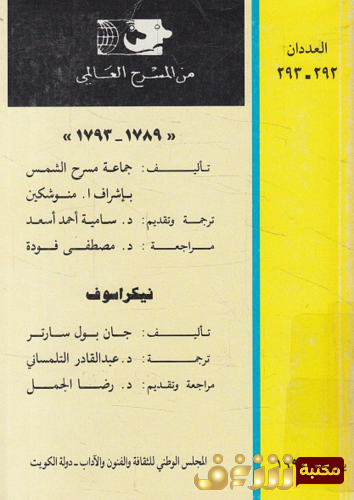 العددان
٢٩٢ - ٢٩٣
من المسرح العالمي
« ١٧٨٩ - ١٧٩٣ »
تأليف : جماعة مسرح الشمس
بإشراف ا. منوشكين
ترجمة وتقديم : د. سامية أحمد أسعد
مراجعة : د. مصطفى فودة
نيكراسوف
تأليف : جان بول سارتر
ترجمة : د. عبدالقادر التلمساني
مراجعة وتقديم : د. رضا الجمل
المجلس الوطني للثقافة والفنون والآداب - دولة الكويت
مكتبة